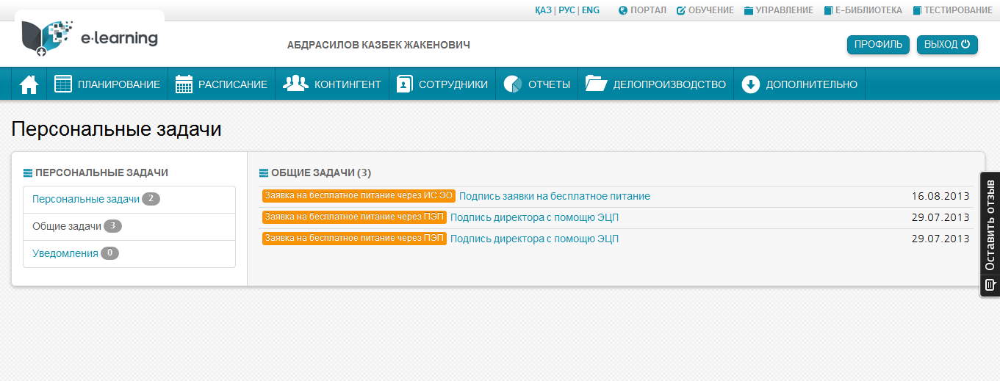 ҚАЗ | РУС | ENG ПОРТАЛ ОБУЧЕНИЕ УПРАВЛЕНИЕ Е-БИБЛИОТЕКА ТЕСТИРОВАНИЕ
e-learning
АБДРАСИЛОВ КАЗБЕК ЖАКЕНОВИЧ
ПРОФИЛЬ ВЫХОД
ПЛАНИРОВАНИЕ РАСПИСАНИЕ КОНТИНГЕНТ СОТРУДНИКИ ОТЧЕТЫ ДЕЛОПРОИЗВОДСТВО ДОПОЛНИТЕЛЬНО
Персональные задачи
ПЕРСОНАЛЬНЫЕ ЗАДАЧИ
Персональные задачи 2
Общие задачи 3
Уведомления 0
ОБЩИЕ ЗАДАЧИ (3)
Заявка на бесплатное питание через ИС ЭО Подпись заявки на бесплатное питание 16.08.2013
Заявка на бесплатное питание через ПЭП Подпись директора с помощю ЭЦП 29.07.2013
Заявка на бесплатное питание через ПЭП Подпись директора с помощю ЭЦП 29.07.2013
Оставить отзыв